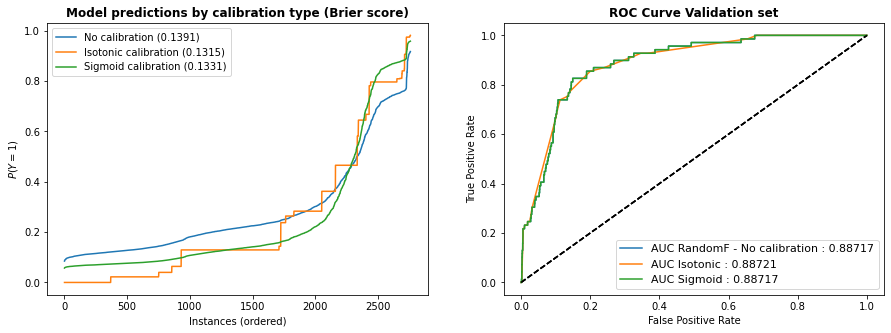 Model predictions by calibration type (Brier score)
No calibration (0.1391)
Isotonic calibration (0.1315)
Sigmoid calibration (0.1331)
1.0
0.8
0.6
0.4
0.2
0.0
P(Y = 1)
0
500
1000
1500
2000
2500
Instances (ordered)
ROC Curve Validation set
1.0
0.8
0.6
0.4
0.2
0.0
True Positive Rate
AUC RandomF - No calibration : 0.88717
AUC Isotonic : 0.88721
AUC Sigmoid : 0.88717
0.0
0.2
0.4
0.6
0.8
1.0
False Positive Rate